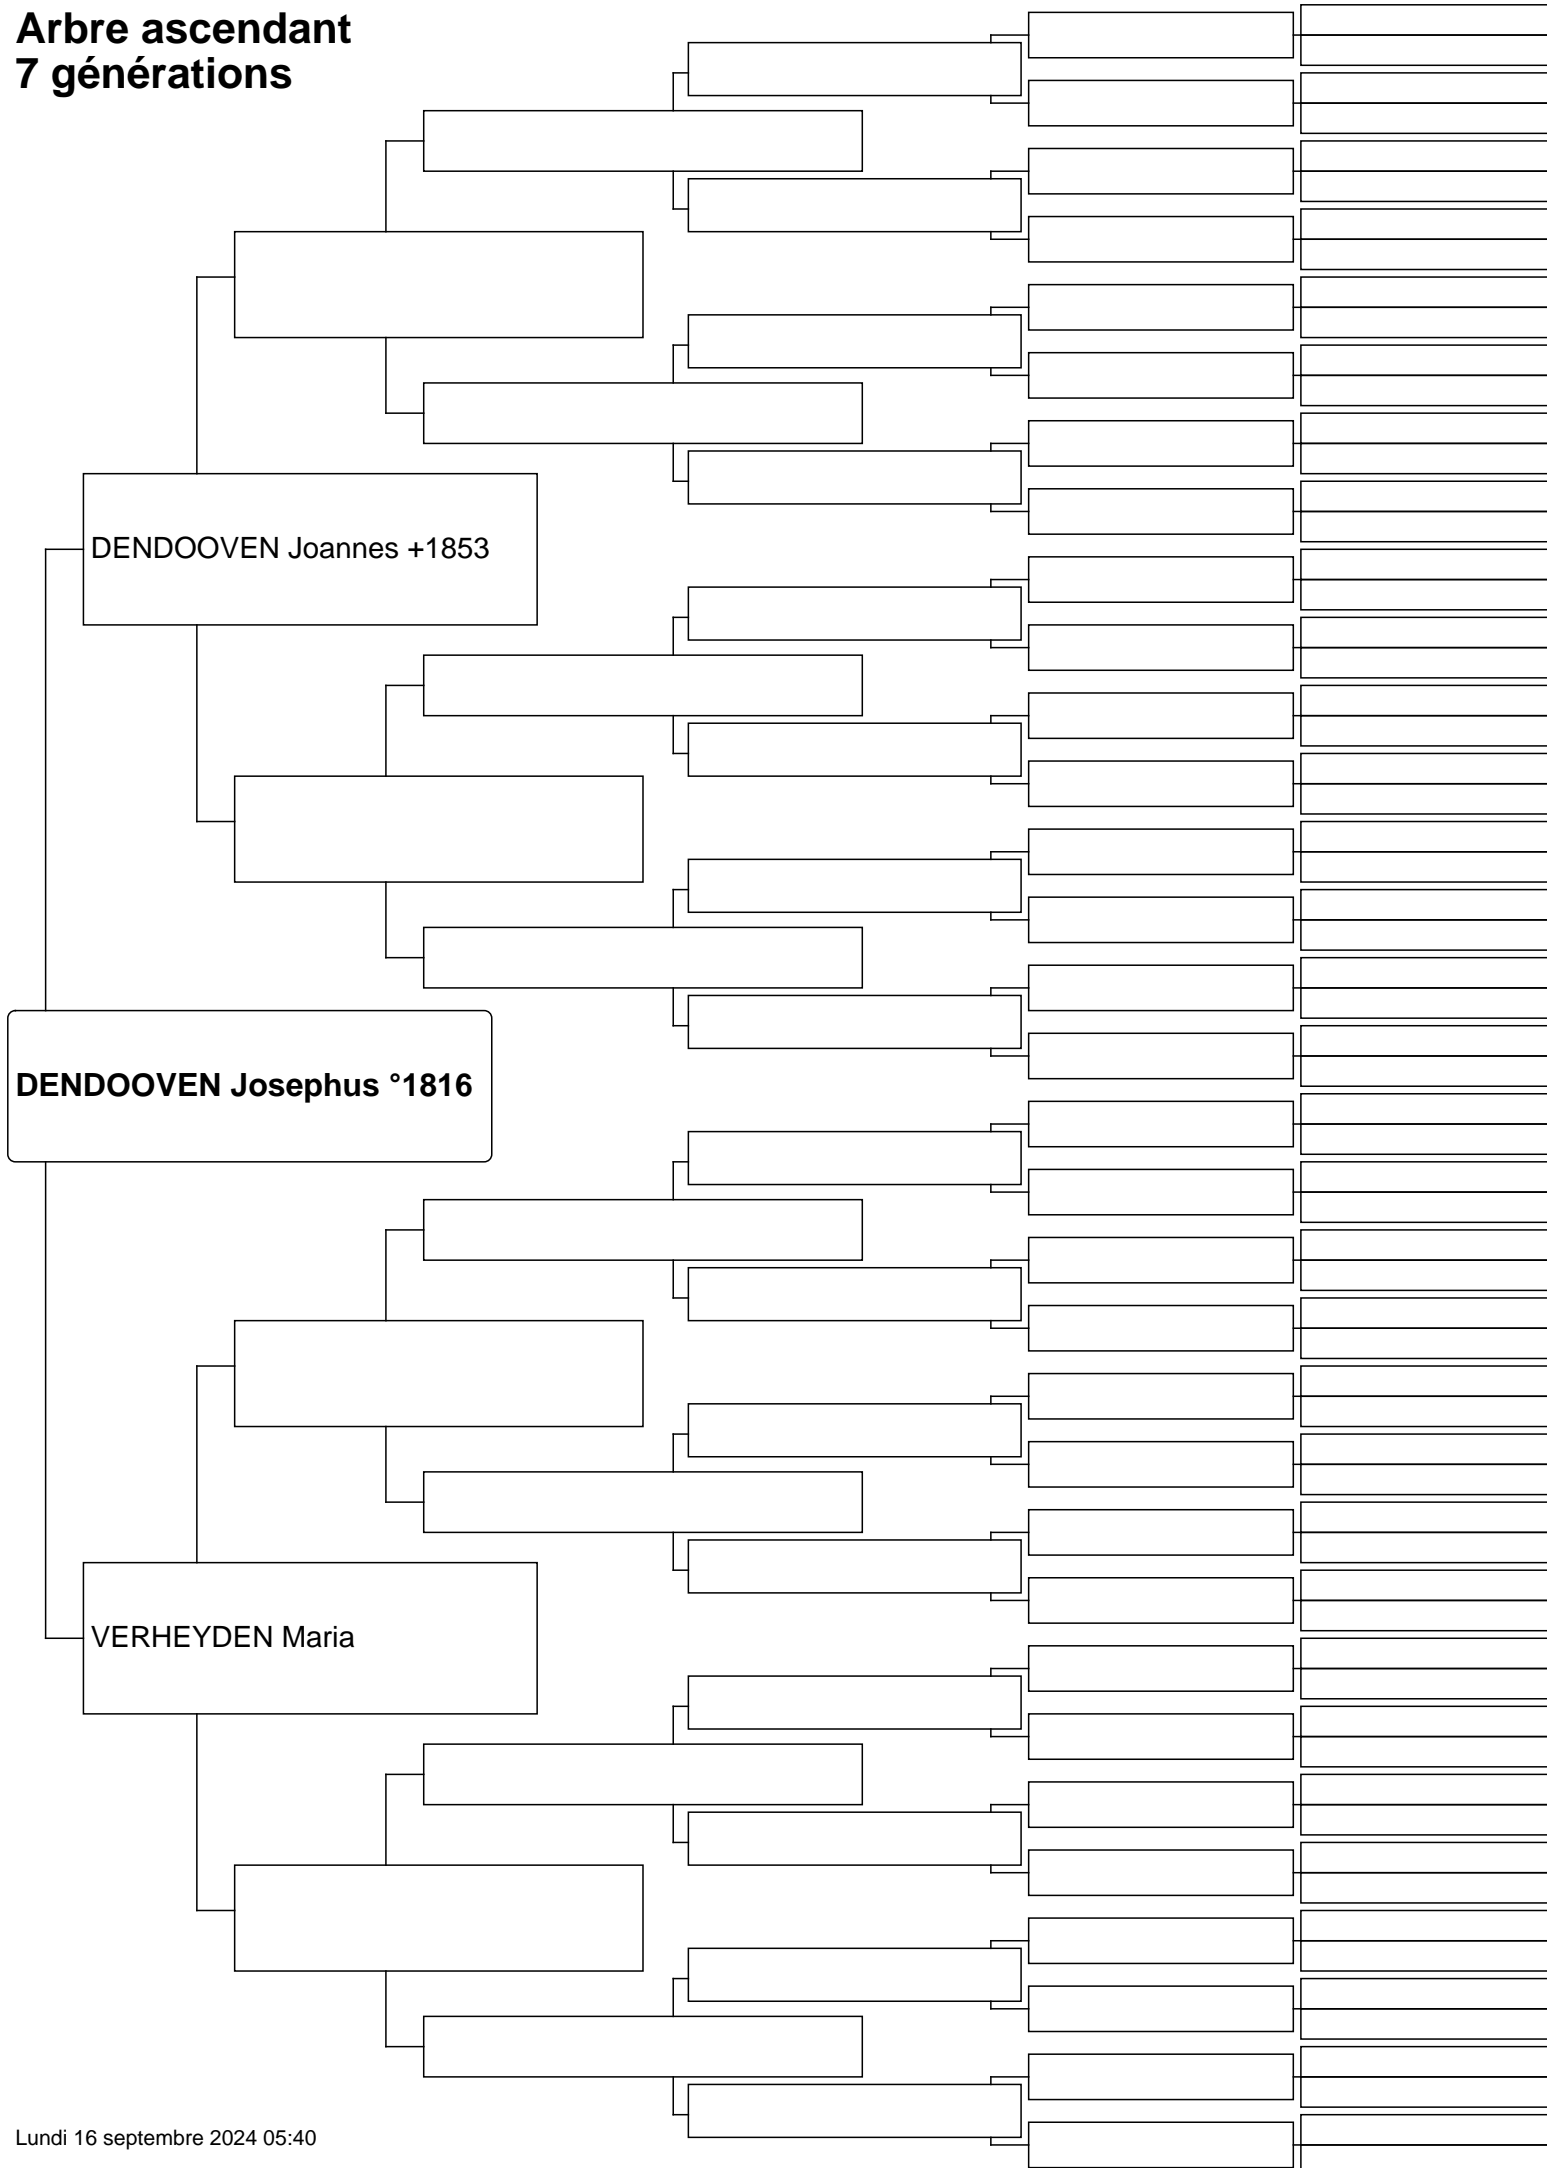 Arbre ascendant
7 générations
DENDOOVEN Joannes +1853
DENDOOVEN Josephus °1816
VERHEYDEN Maria
Lundi 16 septembre 2024 05:40